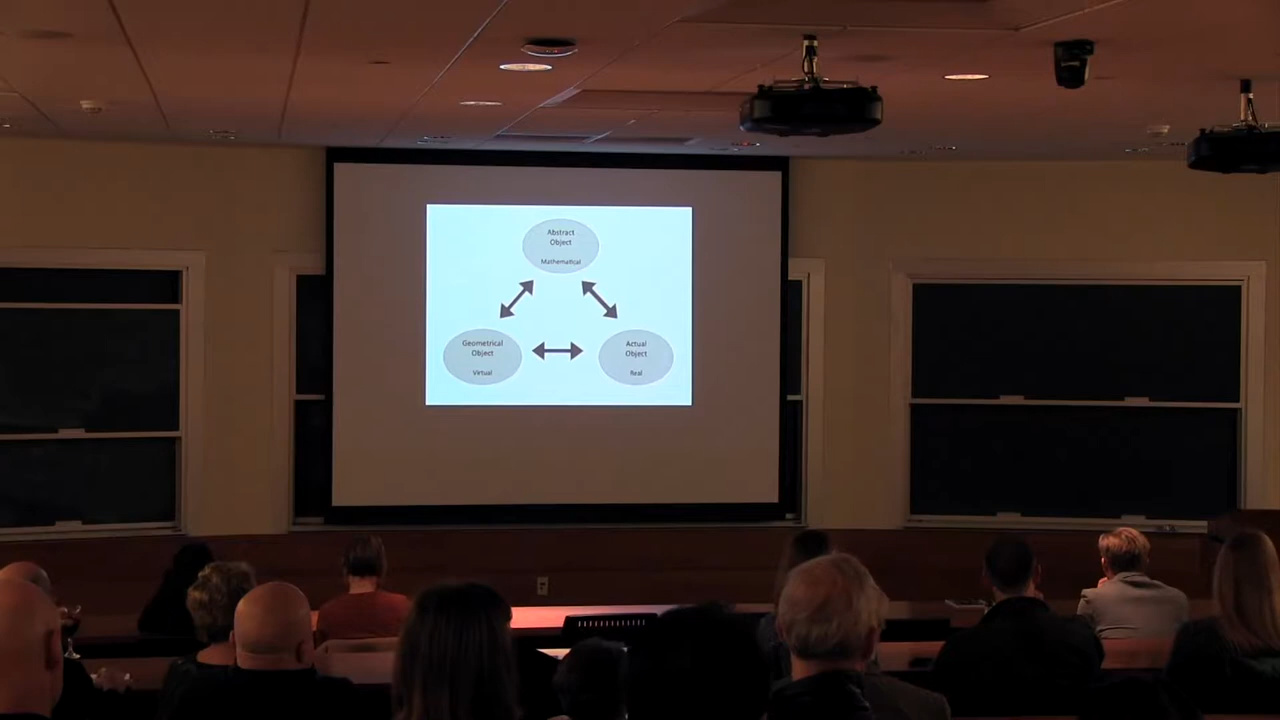 Abstract
Object
Mathematical
Geometrical
Object
Virtual
Actual
Object
Real